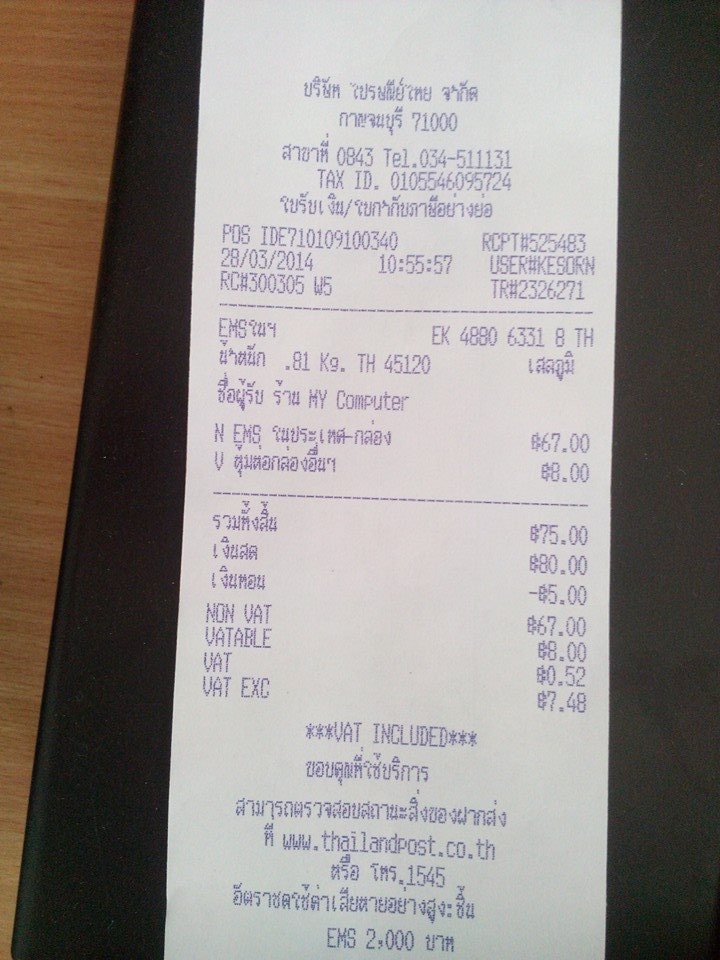 บริษัท ไปรษณีย์ไทย จำกัด
กาญจนบุรี 71000
สาขาที่ 0843 Tel.034-511131
TAX ID. 0105546095724
ใบรับเงิน/ใบกำกับภาษีอย่างย่อ
POS IDE710109100340 RCPT#525483
28/03/2014 10:55:57 USER#KESORN
RC#300305 W5 TR#2326271
EMSในฯ EK 4880 6331 8 TH
น้ำหนัก .81 Kg. TH 45120 เสลภูมิ
ชื่อผู้รับ ร้าน MY Computer
N EMS ในประเทศ-กล่อง ฿67.00
V หุ้มห่อกล่องอื่นฯ ฿8.00
รวมทั้งสิ้น ฿75.00
เงินสด ฿80.00
เงินทอน -฿5.00
NON VAT ฿67.00
VATABLE ฿8.00
VAT ฿0.52
VAT EXC ฿7.48
***VAT INCLUDED***
ขอบคุณที่ใช้บริการ
สามารถตรวจสอบสถานะสิ่งของฝากส่ง
ที่ www.thailandpost.co.th
หรือ โทร.1545
อัตราชดใช้ค่าเสียหายอย่างสูง:ชิ้น
EMS 2,000 บาท